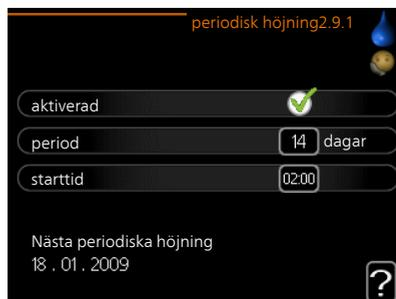 periodisk höjning2.9.1
aktiverad
period 14 dagar
starttid 02:00
Nästa periodiska höjning
18 . 01 . 2009
?